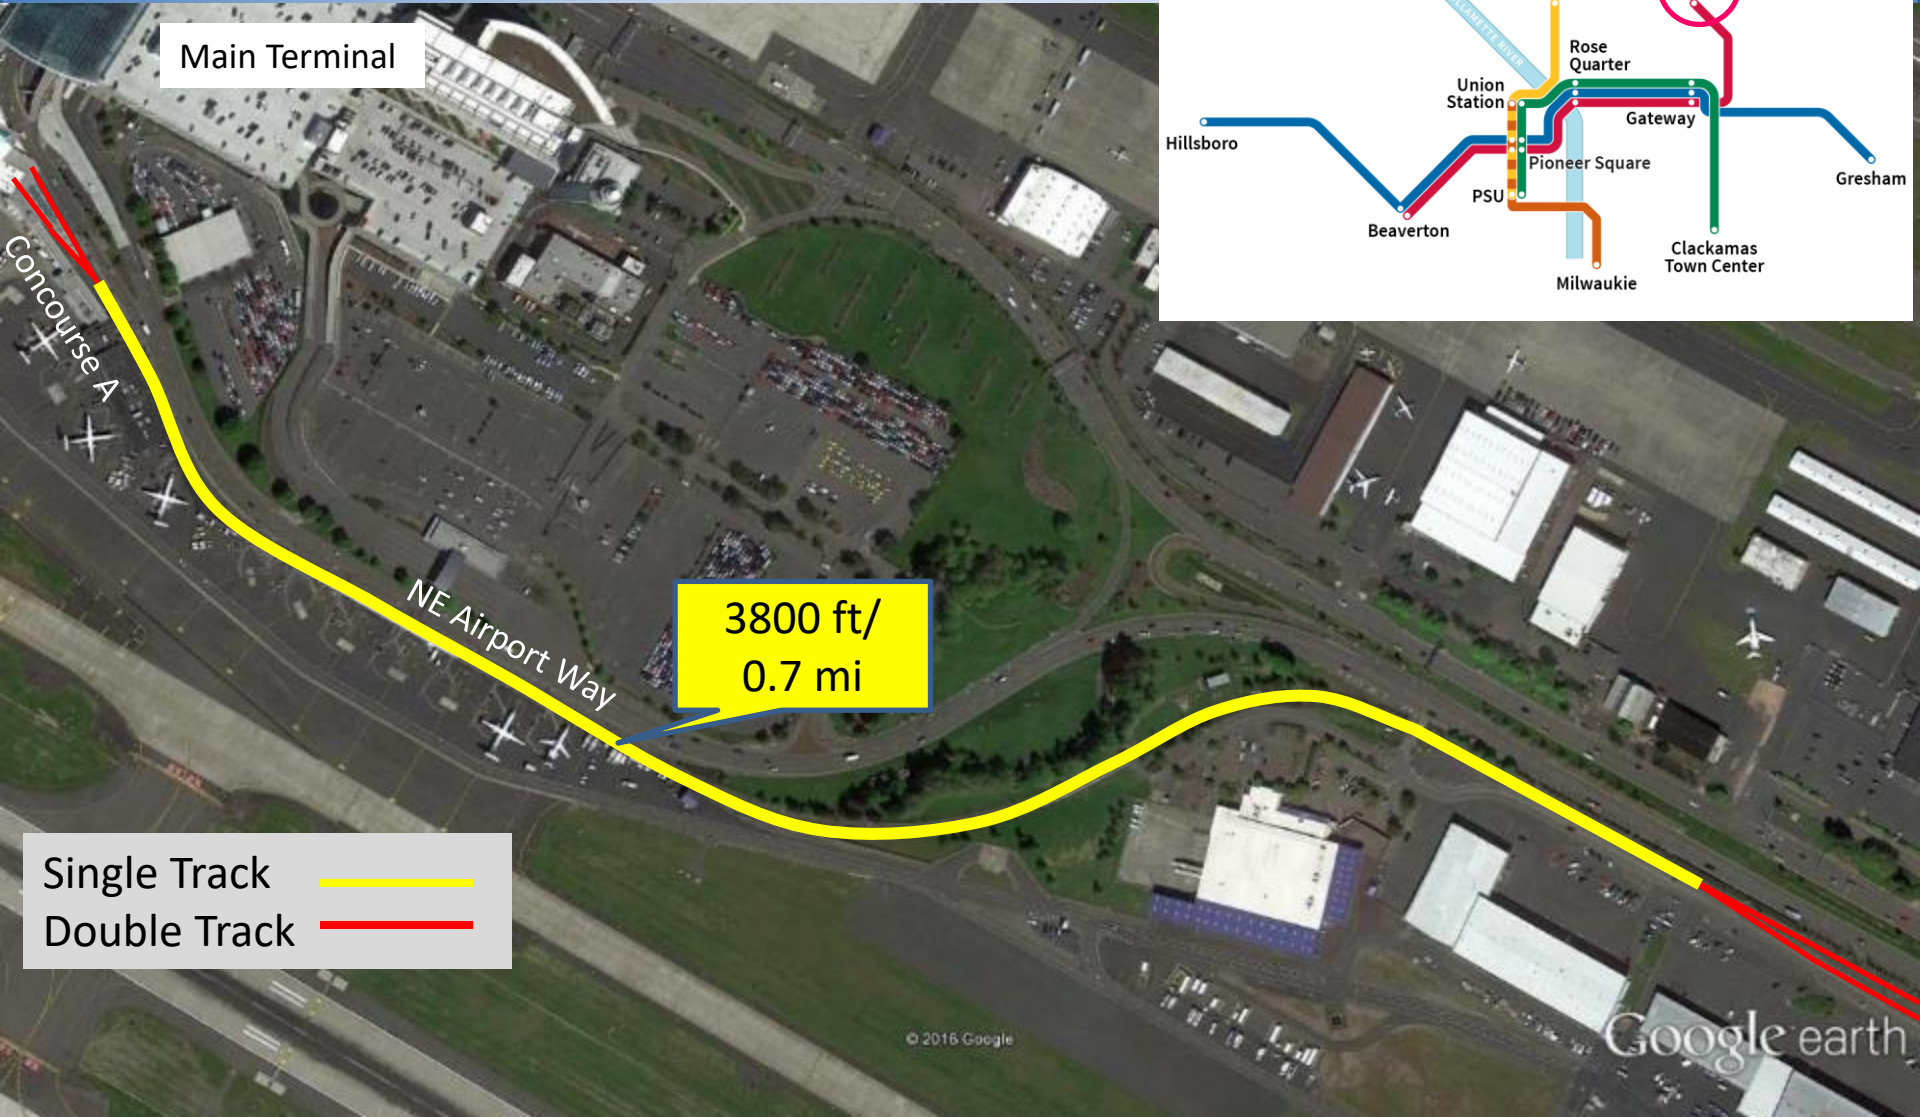 Main Terminal
Concourse A
NE Airport Way
3800 ft/
0.7 mi
Single Track
Double Track
© 2016 Google
Google earth
Rose
Quarter
Union
Station
Gateway
Hillsboro
Pioneer Square
PSU
Gresham
Beaverton
Clackamas
Town Center
Milwaukie
RIVER